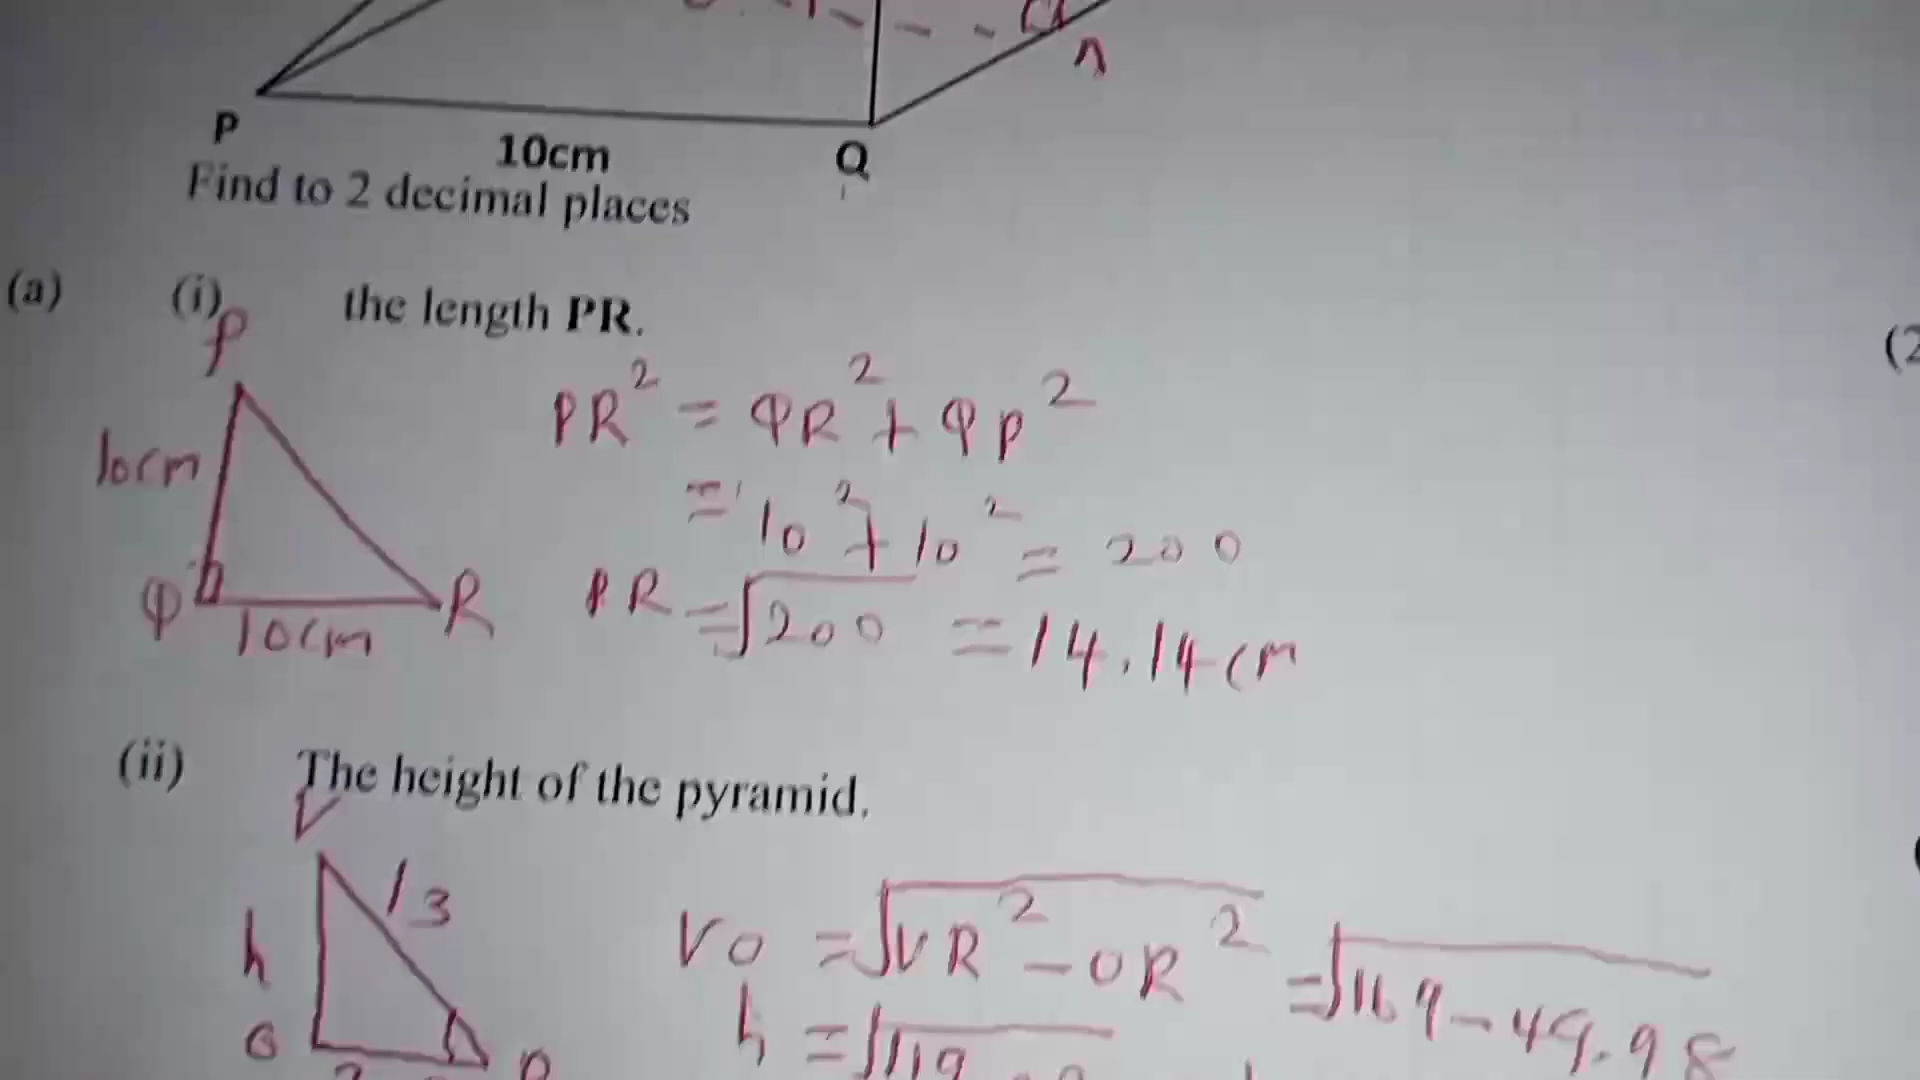 A
P
10cm
Q
Find to 2 decimal places
(a) (i) the length PR.
P
PR² = QR² + QP²
10cm
= 10² + 10² = 200
Q 10cm R
PR = √200 = 14.14cm
(ii) The height of the pyramid.
V
13
h
VO = √VR² - OR² = √169 - 49.98
O
h = √119